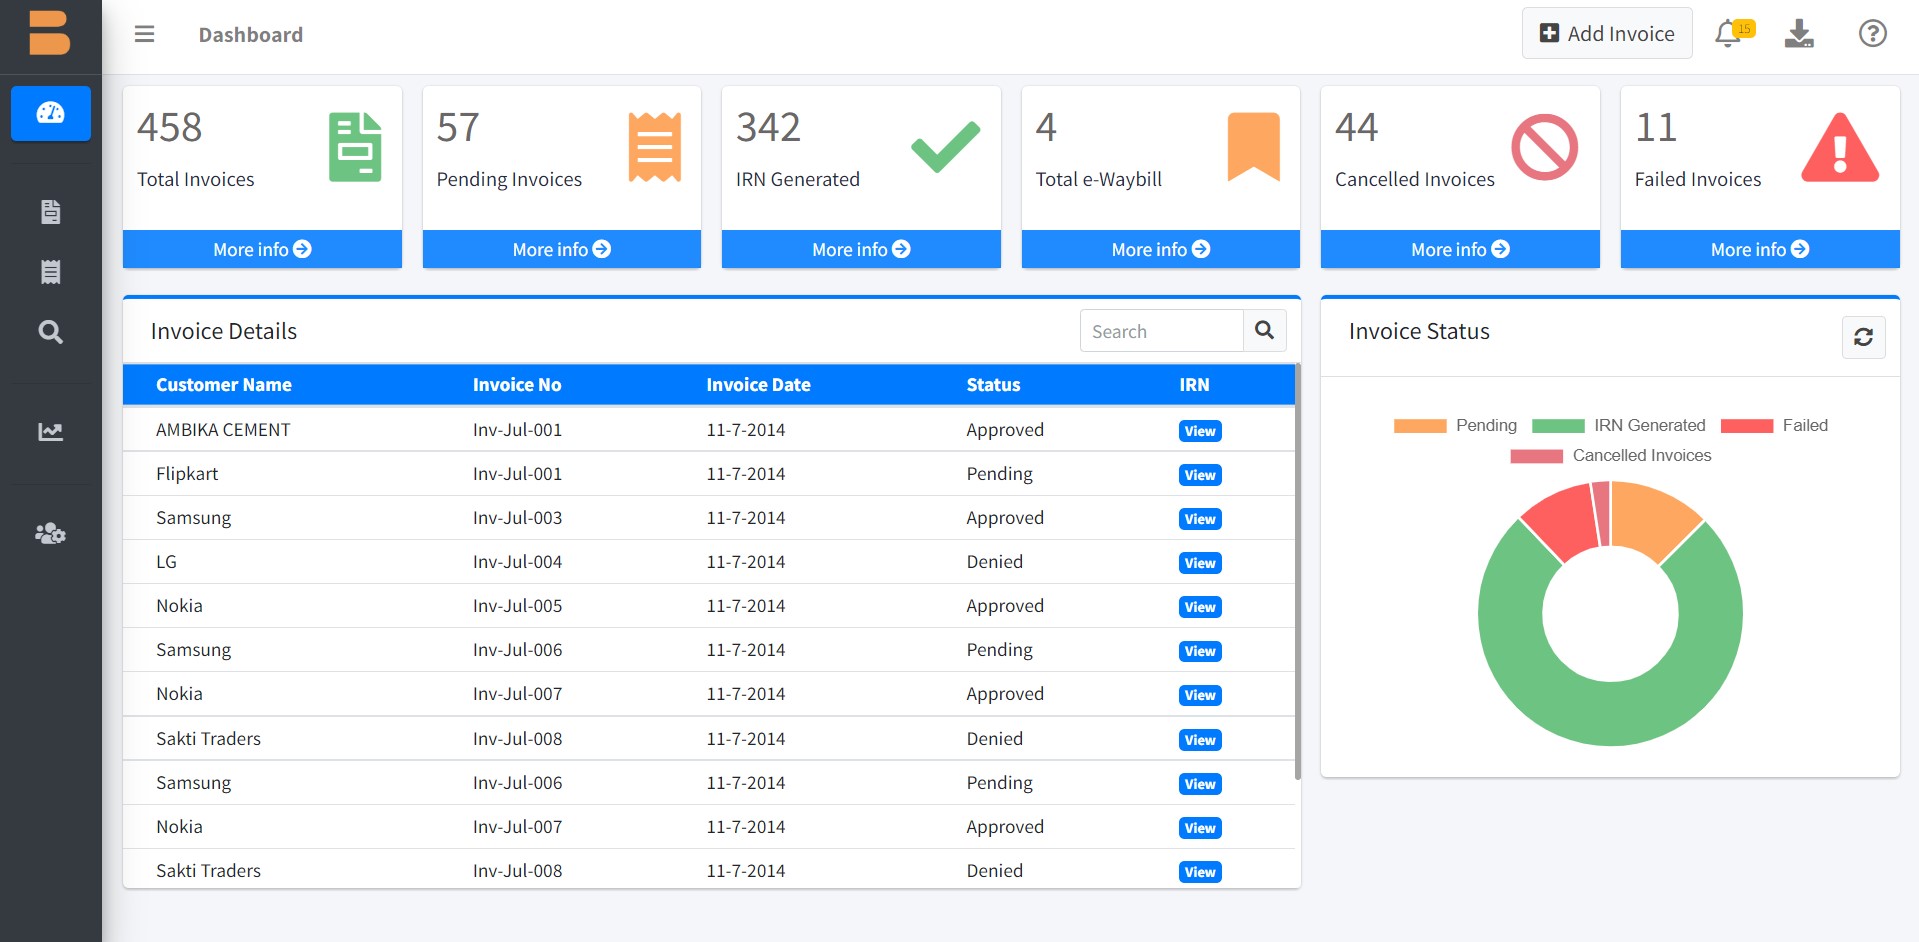 Dashboard
Add Invoice
15
458
Total Invoices
More info
57
Pending Invoices
More info
342
IRN Generated
More info
4
Total e-Waybill
More info
44
Cancelled Invoices
More info
11
Failed Invoices
More info
Invoice Details
Search
Customer Name Invoice No Invoice Date Status IRN
AMBIKA CEMENT Inv-Jul-001 11-7-2014 Approved View
Flipkart Inv-Jul-001 11-7-2014 Pending View
Samsung Inv-Jul-003 11-7-2014 Approved View
LG Inv-Jul-004 11-7-2014 Denied View
Nokia Inv-Jul-005 11-7-2014 Approved View
Samsung Inv-Jul-006 11-7-2014 Pending View
Nokia Inv-Jul-007 11-7-2014 Approved View
Sakti Traders Inv-Jul-008 11-7-2014 Denied View
Samsung Inv-Jul-006 11-7-2014 Pending View
Nokia Inv-Jul-007 11-7-2014 Approved View
Sakti Traders Inv-Jul-008 11-7-2014 Denied View
Invoice Status
Pending IRN Generated Failed
Cancelled Invoices